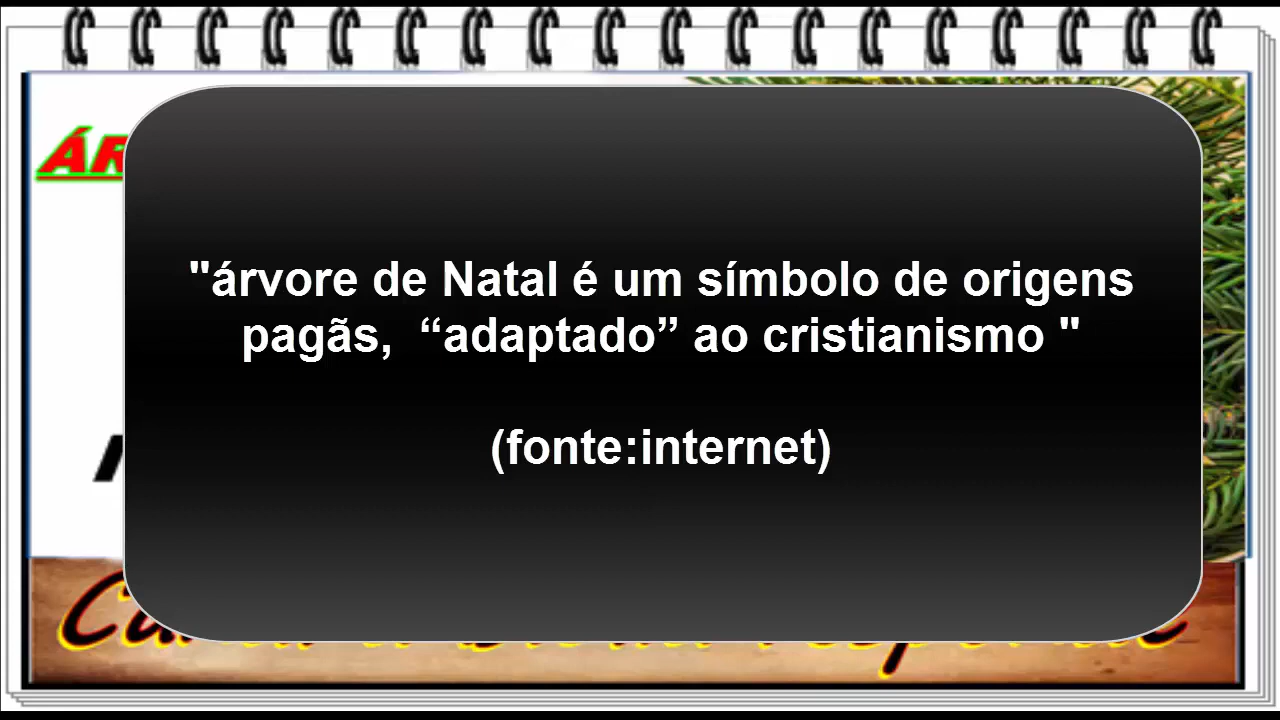 "árvore de Natal é um símbolo de origens
pagãs, “adaptado” ao cristianismo "
(fonte:internet)